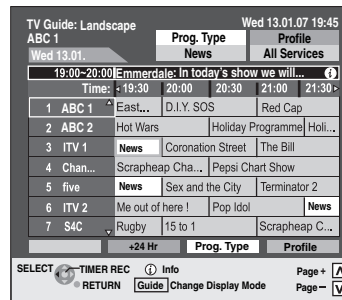 TV Guide: Landscape Wed 13.01.07 19:45
ABC 1 Prog. Type Profile
Wed 13.01. News All Services
19:00~20:00 Emmerdale: In today's show we will...
Time: 19:30 20:00 20:30 21:00 21:30
1 ABC 1 East... D.I.Y. SOS Red Cap
2 ABC 2 Hot Wars Holiday Programme Holi...
3 ITV 1 News Coronation Street The Bill
4 Chan... Scrapheap Cha... Pepsi Chart Show
5 five News Sex and the City Terminator 2
6 ITV 2 Me out of here ! Pop Idol News
7 S4C Rugby 15 to 1 Scrapheap C...
+24 Hr Prog. Type Profile
SELECT TIMER REC i Info Page +
RETURN Guide Change Display Mode Page –